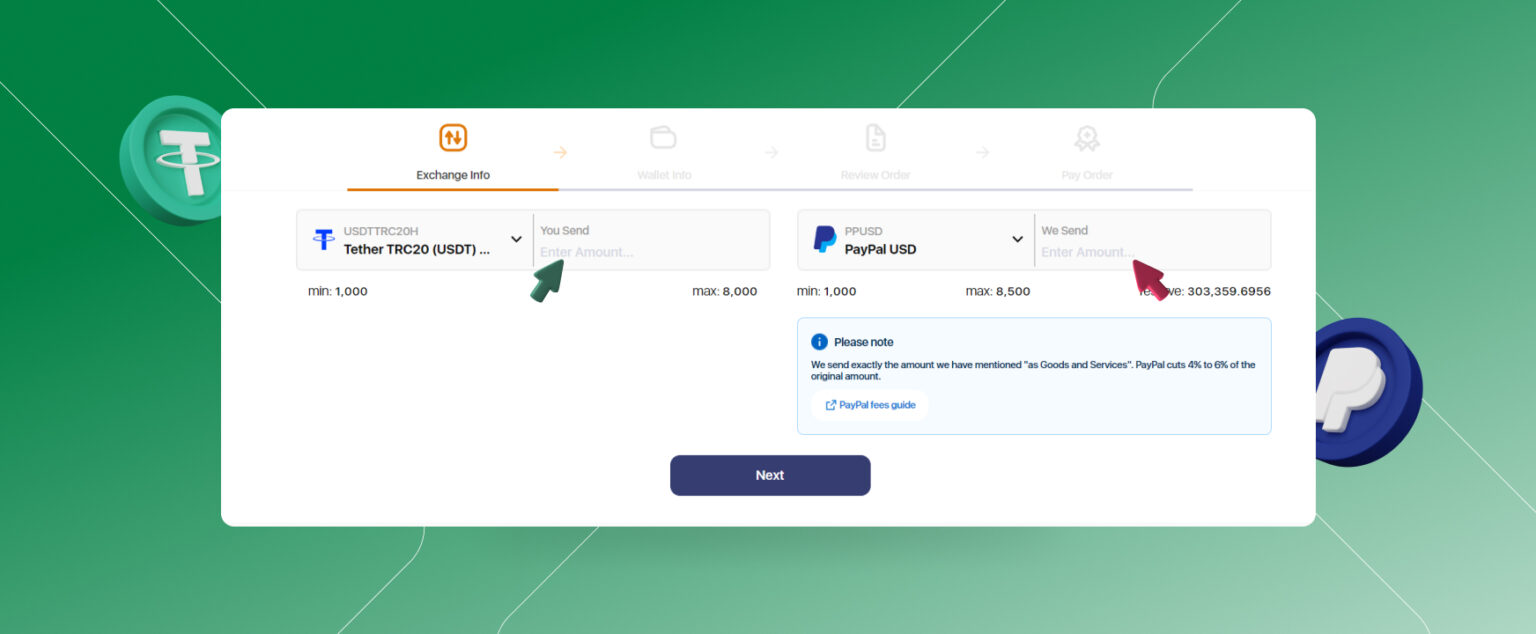 Exchange Info
Wallet Info
Review Order
Pay Order
USDTTRC20H
Tether TRC20 (USDT) ...
You Send
Enter Amount...
PPUSD
PayPal USD
We Send
Enter Amount...
min: 1,000
max: 8,000
min: 1,000
max: 8,500
303,359.6956
Please note
We send exactly the amount we have mentioned "as Goods and Services". PayPal cuts 4% to 6% of the
original amount.
PayPal fees guide
Next